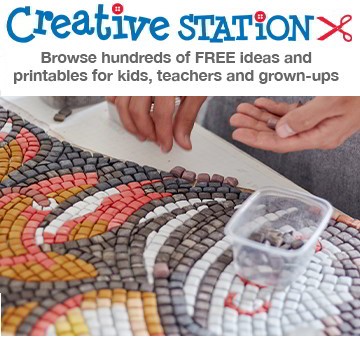 Creative STATION
Browse hundreds of FREE ideas and
printables for kids, teachers and grown-ups